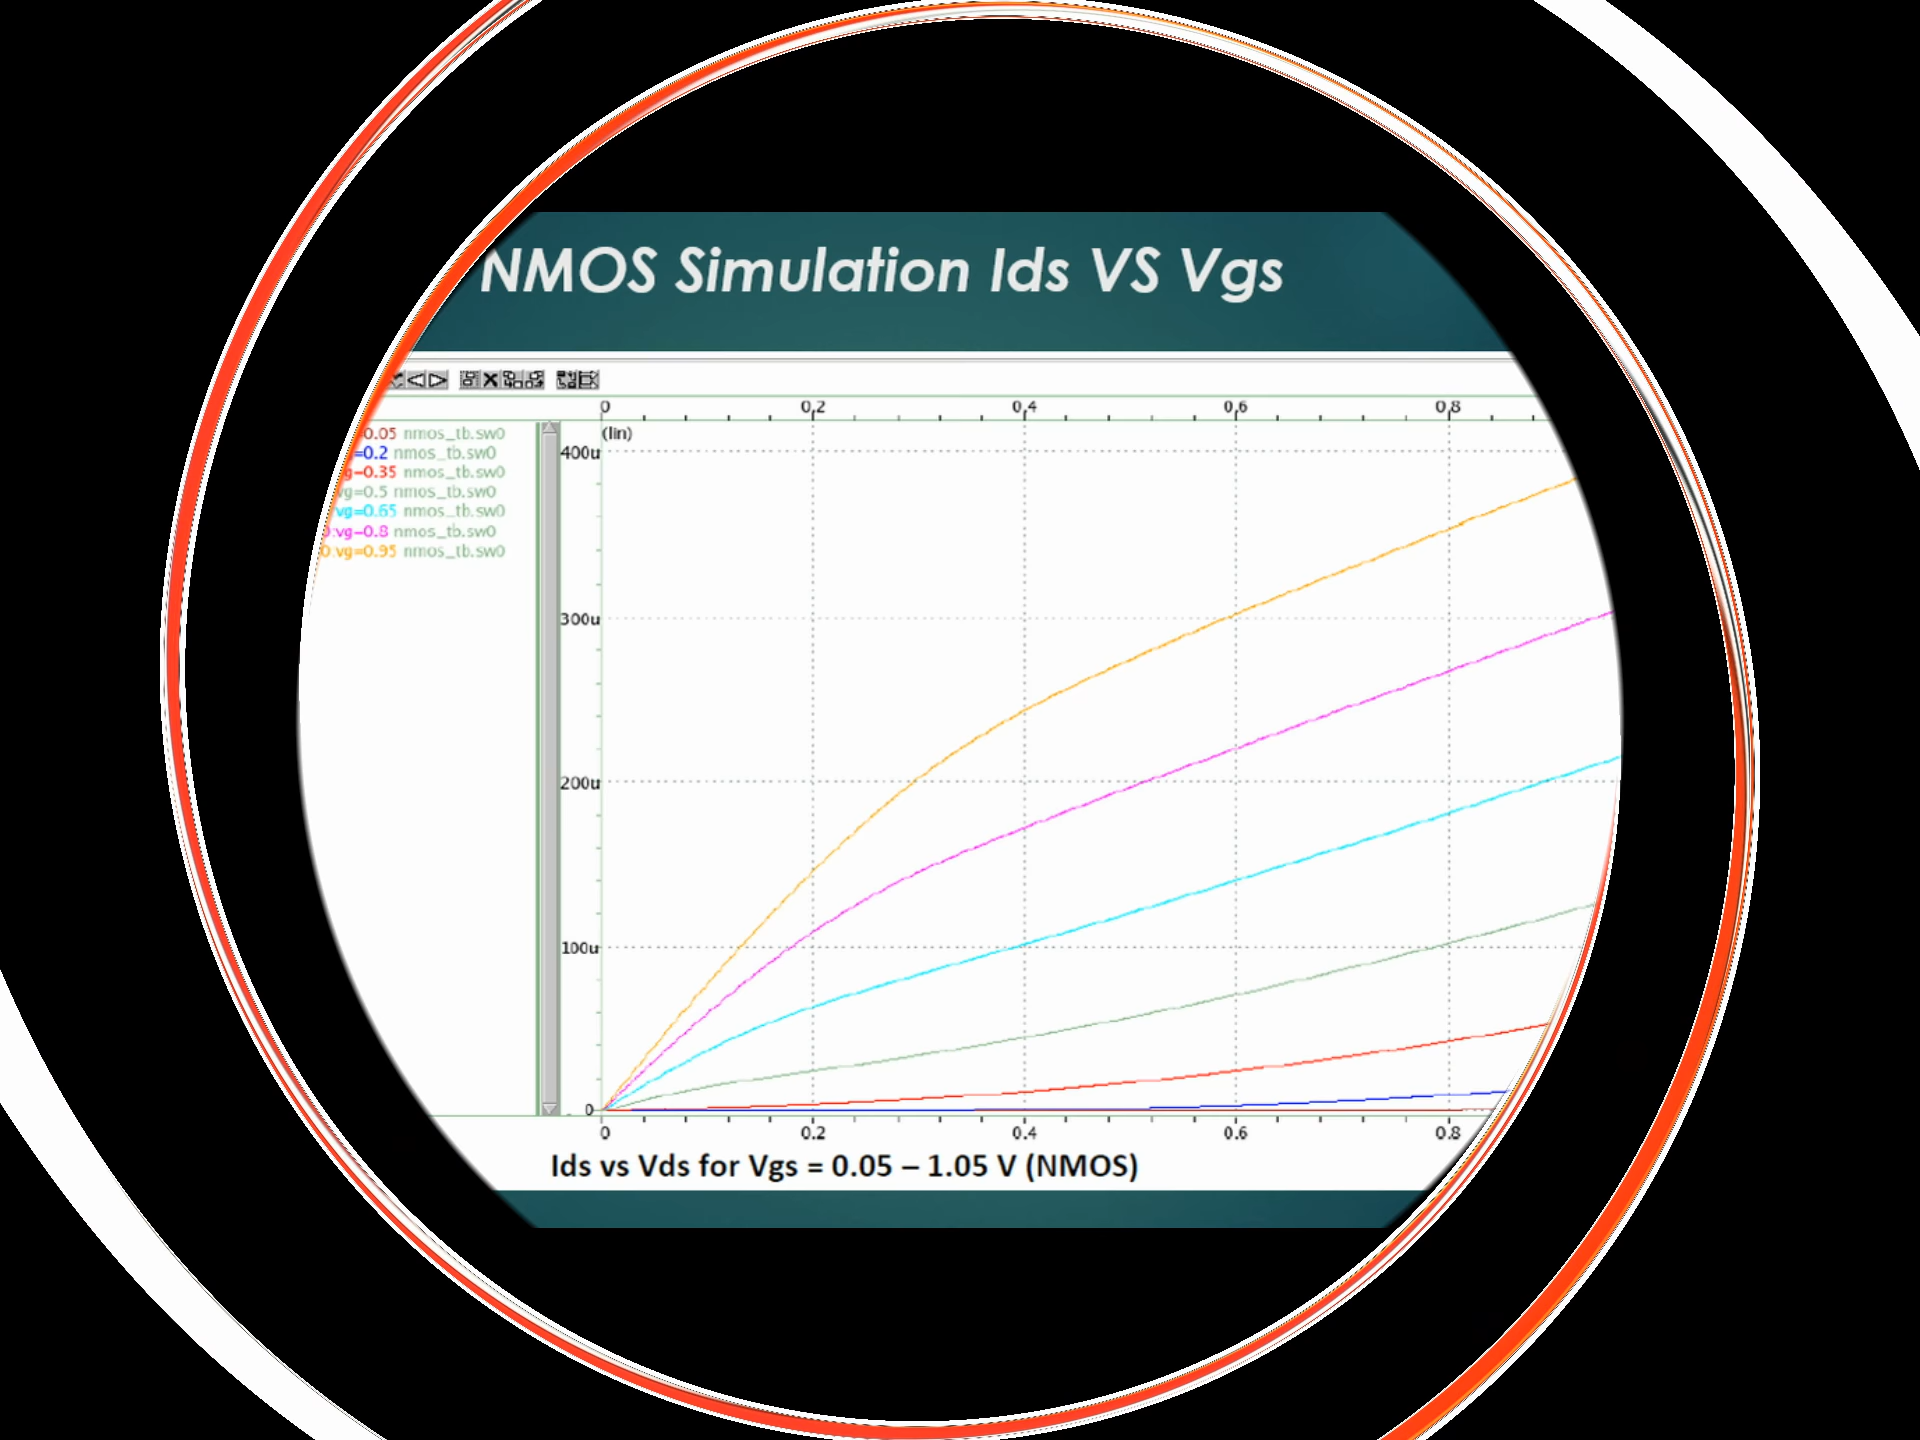 NMOS Simulation Ids VS Vgs
0 0.2 0.4 0.6 0.8
0.05 nmos_tb.sw0
=0.2 nmos_tb.sw0
g=0.35 nmos_tb.sw0
vg=0.5 nmos_tb.sw0
vg=0.65 nmos_tb.sw0
0:vg=0.8 nmos_tb.sw0
0:vg=0.95 nmos_tb.sw0
(lin)
400u
300u
200u
100u
0
0 0.2 0.4 0.6 0.8
Ids vs Vds for Vgs = 0.05 – 1.05 V (NMOS)